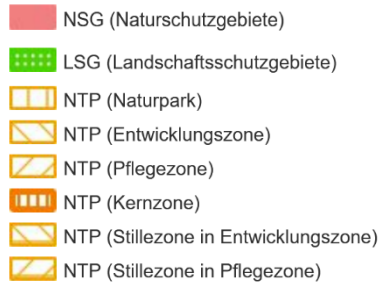 NSG (Naturschutzgebiete)
LSG (Landschaftsschutzgebiete)
NTP (Naturpark)
NTP (Entwicklungszone)
NTP (Pflegezone)
NTP (Kernzone)
NTP (Stillezone in Entwicklungszone)
NTP (Stillezone in Pflegezone)